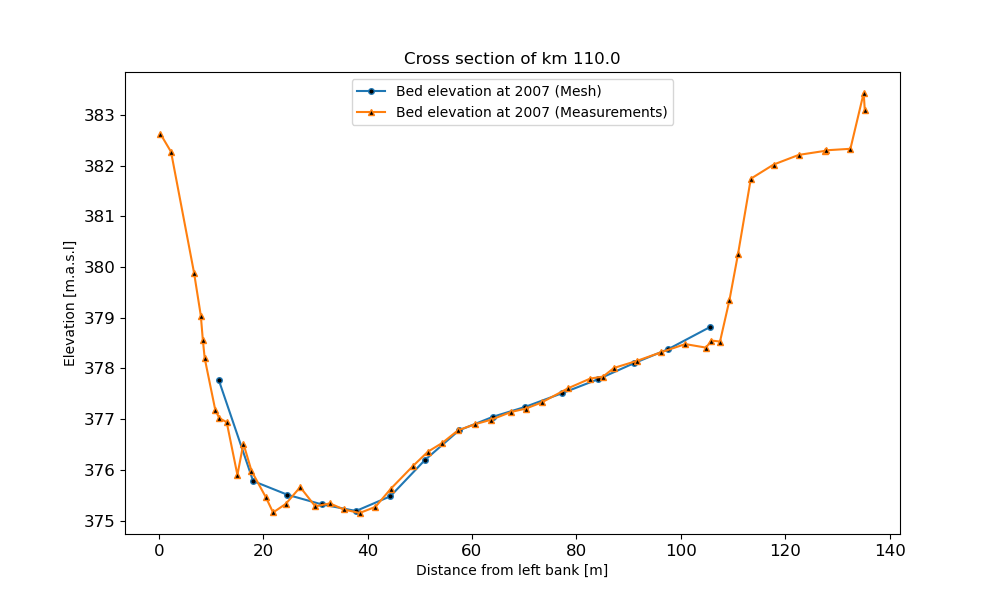 Cross section of km 110.0
Bed elevation at 2007 (Mesh)
Bed elevation at 2007 (Measurements)
383
382
381
380
379
378
377
376
375
Elevation [m.a.s.l]
0 20 40 60 80 100 120 140
Distance from left bank [m]